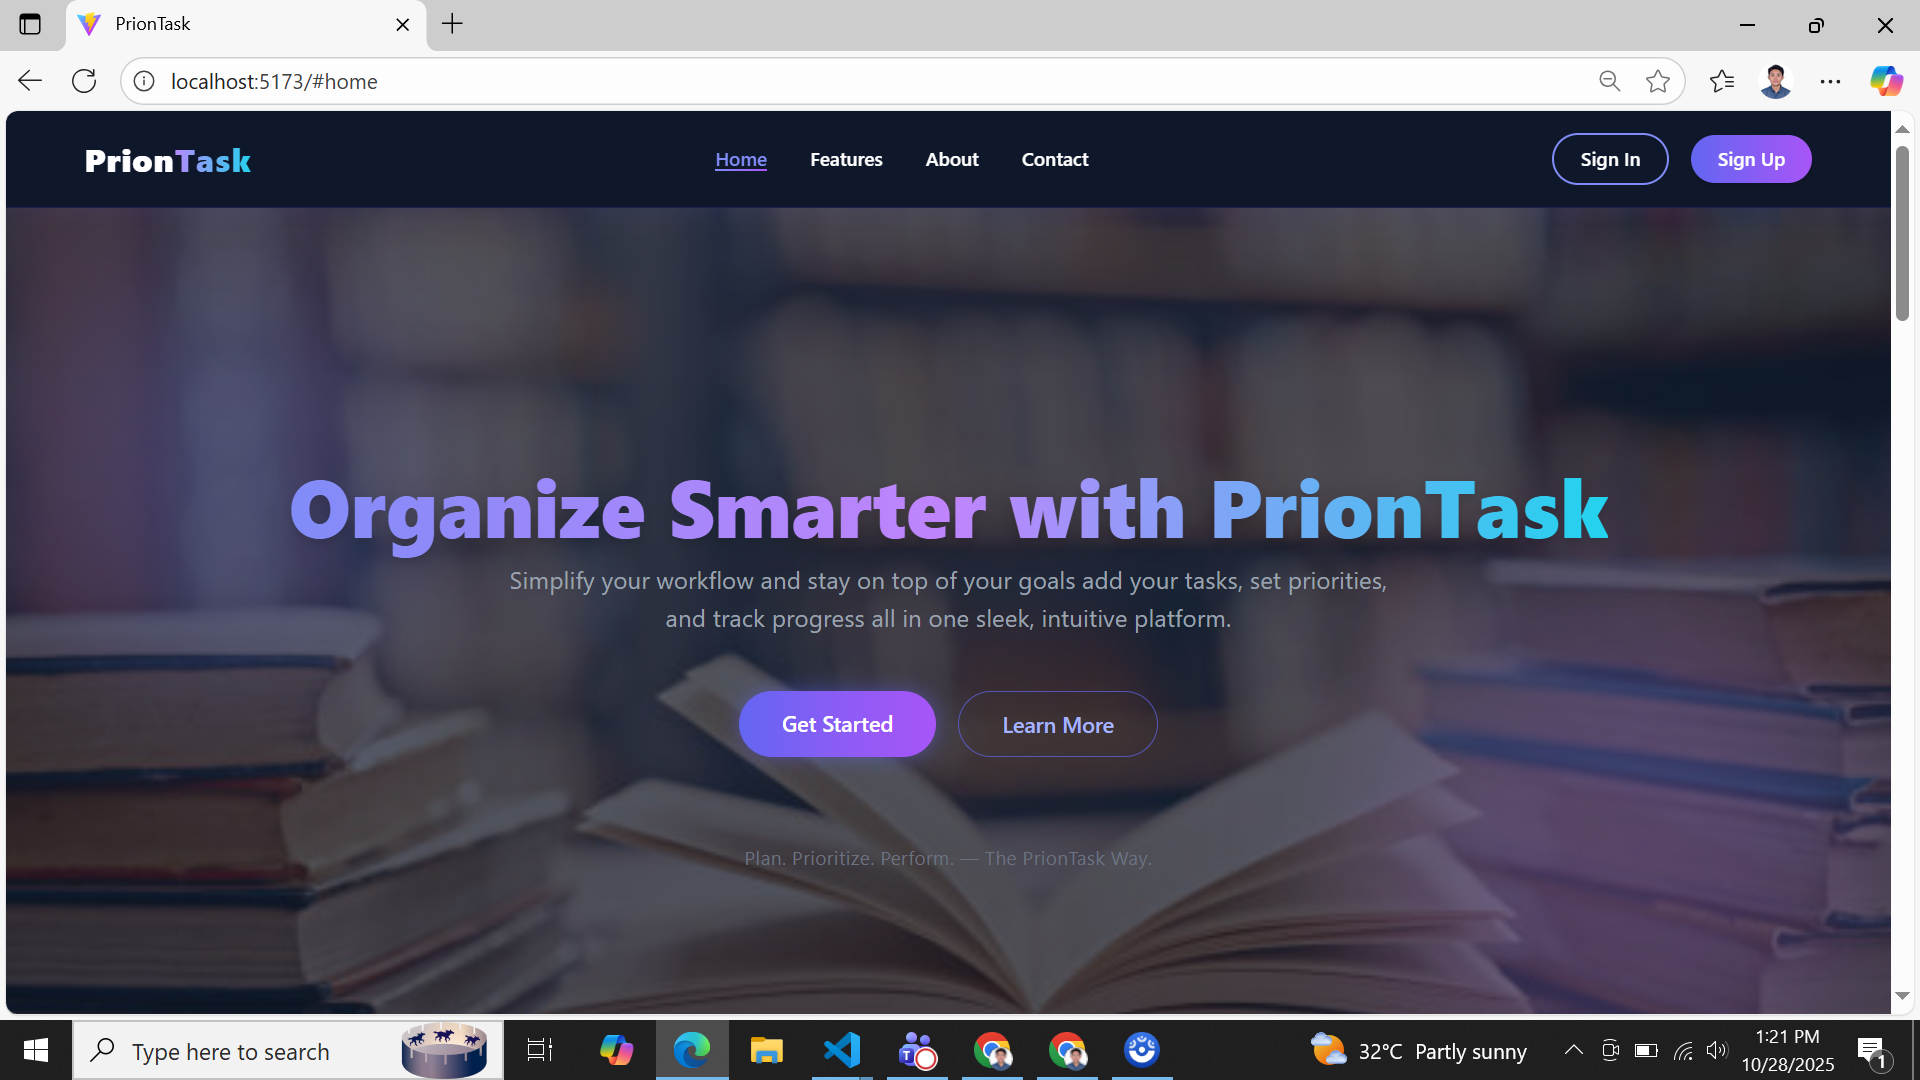 PrionTask
localhost:5173/#home
PrionTask
Home Features About Contact
Sign In Sign Up
Organize Smarter with PrionTask
Simplify your workflow and stay on top of your goals add your tasks, set priorities,
and track progress all in one sleek, intuitive platform.
Get Started Learn More
Plan. Prioritize. Perform. — The PrionTask Way.
Type here to search
T
32°C Partly sunny
1:21 PM
10/28/2025
1